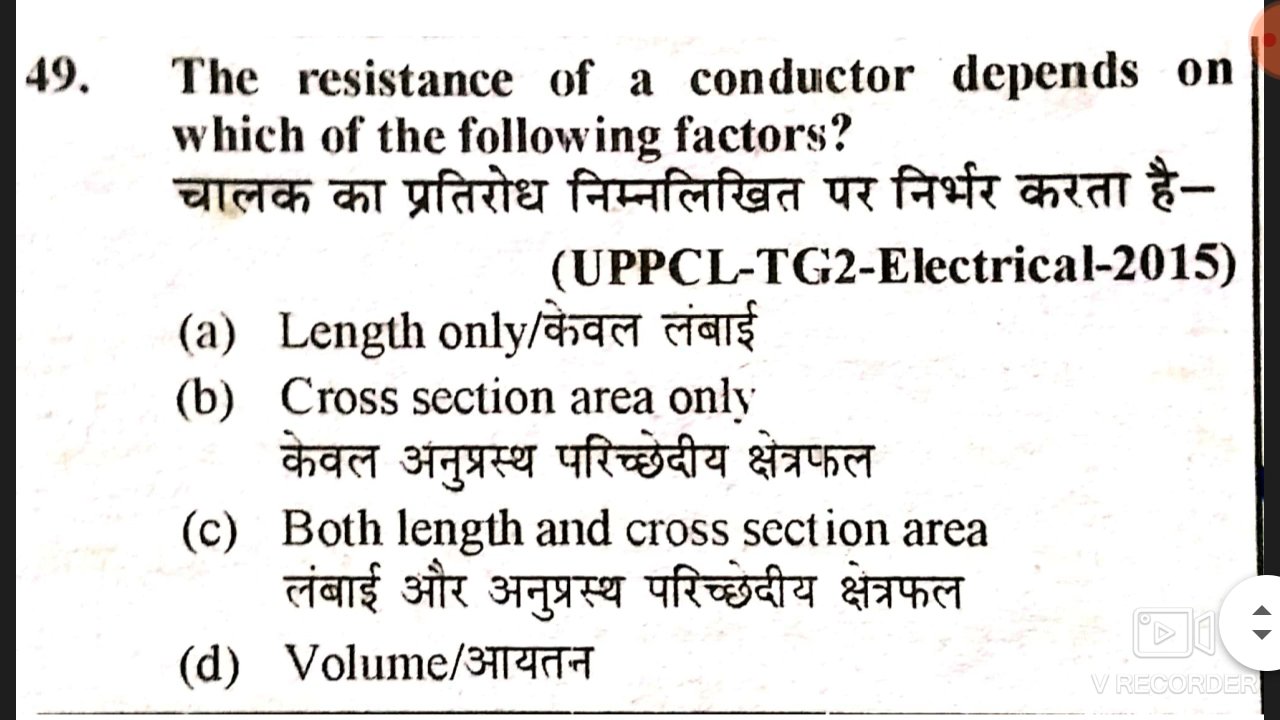 49. The resistance of a conductor depends on
which of the following factors?
चालक का प्रतिरोध निम्नलिखित पर निर्भर करता है–
(UPPCL-TG2-Electrical-2015)
(a) Length only/केवल लंबाई
(b) Cross section area only
केवल अनुप्रस्थ परिच्छेदीय क्षेत्रफल
(c) Both length and cross section area
लंबाई और अनुप्रस्थ परिच्छेदीय क्षेत्रफल
(d) Volume/आयतन
V RECORDER